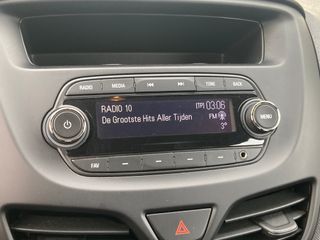 RADIO MEDIA TONE BACK
RADIO 10 [TP] 03:06
De Grootste Hits Aller Tijden FM
3°
MENU
FAV